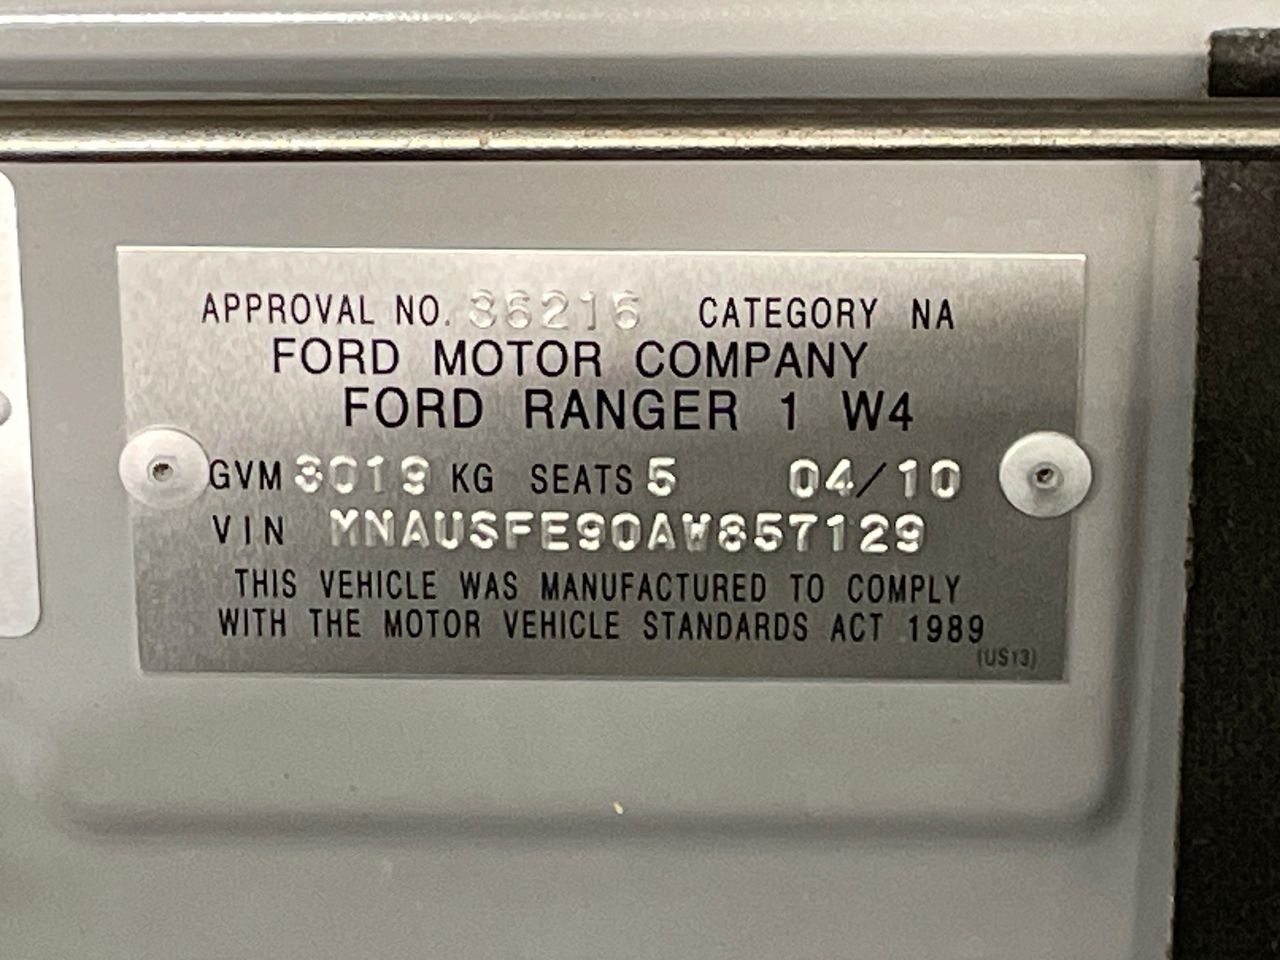 APPROVAL NO. 36216 CATEGORY NA
FORD MOTOR COMPANY
FORD RANGER 1 W4
GVM 3019 KG SEATS 5 04/10
VIN MNAUSFE90AW857129
THIS VEHICLE WAS MANUFACTURED TO COMPLY
WITH THE MOTOR VEHICLE STANDARDS ACT 1989
(US13)